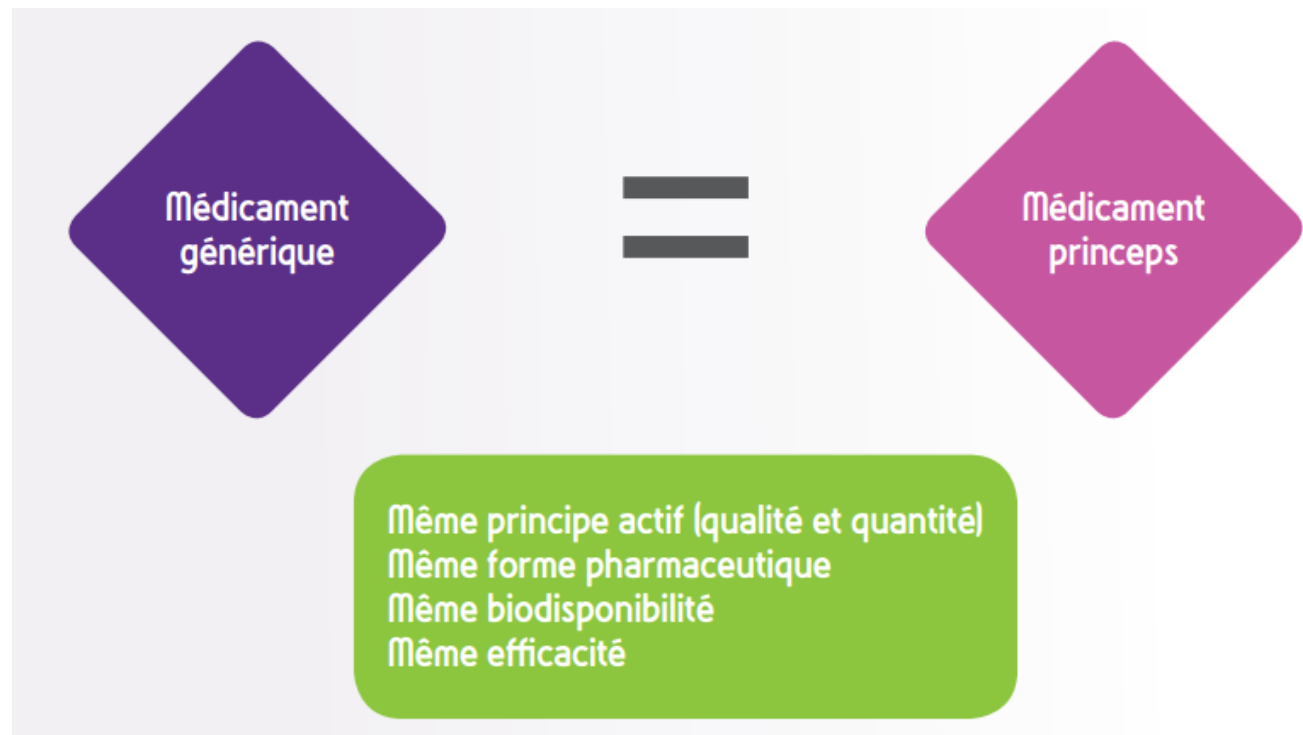 Médicament
générique
Médicament
princeps
Même principe actif (qualité et quantité)
Même forme pharmaceutique
Même biodisponibilité
Même efficacité